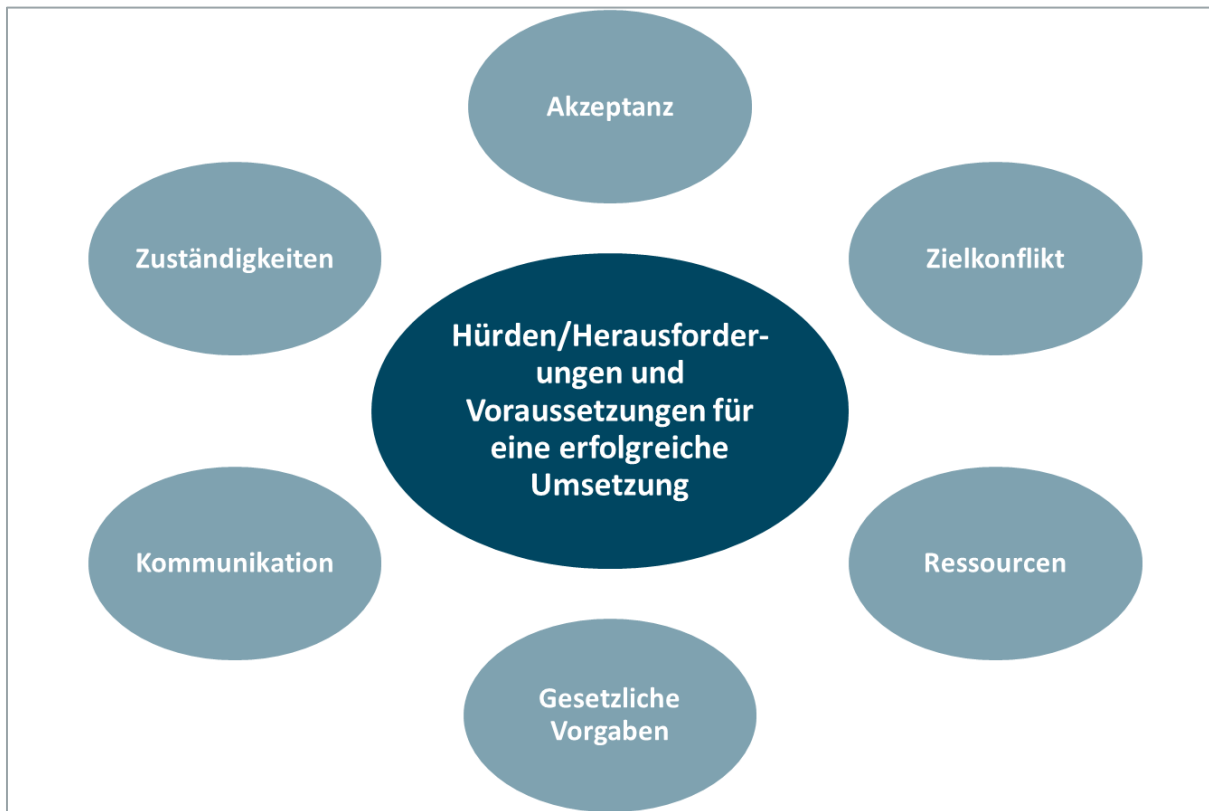 Akzeptanz
Zuständigkeiten
Zielkonflikt
Hürden/Herausforder-
ungen und
Voraussetzungen für
eine erfolgreiche
Umsetzung
Kommunikation
Ressourcen
Gesetzliche
Vorgaben